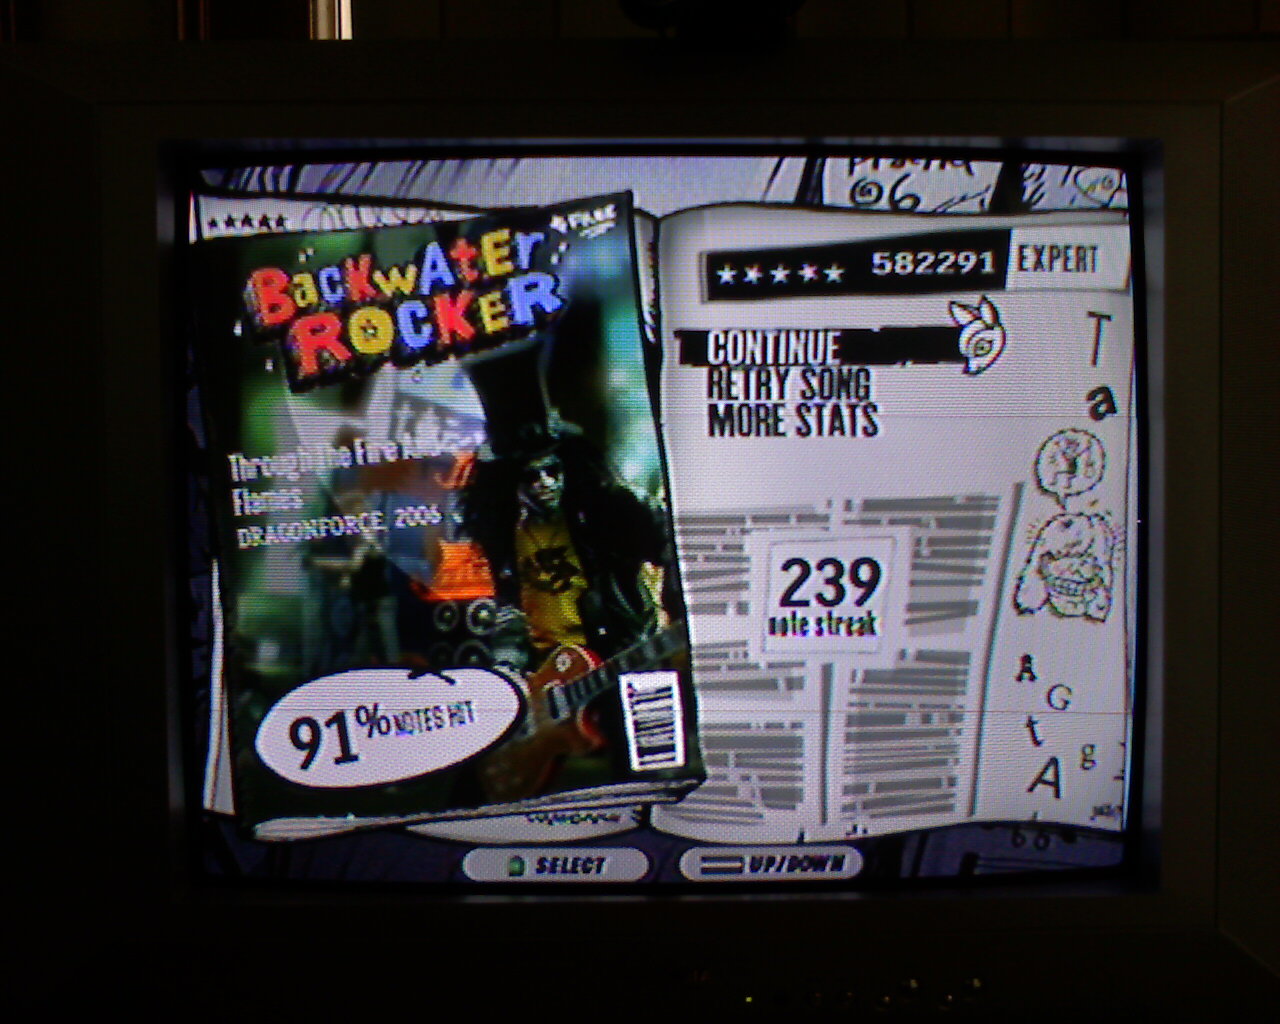 BACKWATER
ROCKER
Through The Fire And
Flames
DRAGONFORCE 2006
91% NOTES HIT
★★★★★ 582291 EXPERT
CONTINUE
RETRY SONG
MORE STATS
239
note streak
T
a
A
G
t
g
A
SELECT
UP/DOWN